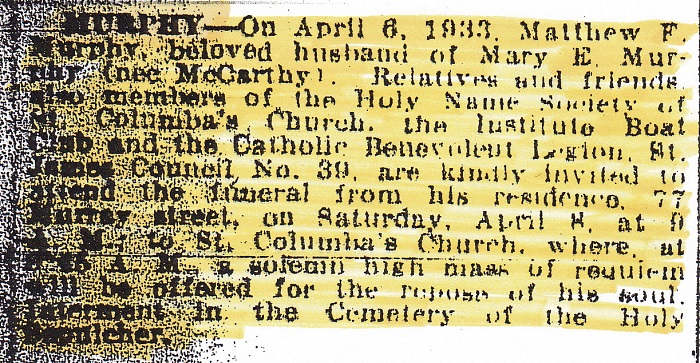 MURPHY—On April 6, 1933, Matthew F.
Murphy, beloved husband of Mary E. Mur-
phy (nee McCarthy). Relatives and friends,
also members of the Holy Name Society of
St. Columba's Church, the Institute Boat
Club and the Catholic Benevolent Legion, St.
James Council, No. 39, are kindly invited to
attend the funeral from his residence, 77
Murray street, on Saturday, April 8, at 9
A. M.; to St. Columba's Church, where, at
A. M., a solemn high mass of requiem
will be offered for the repose of his soul.
Interment in the Cemetery of the Holy
Sepulcher.